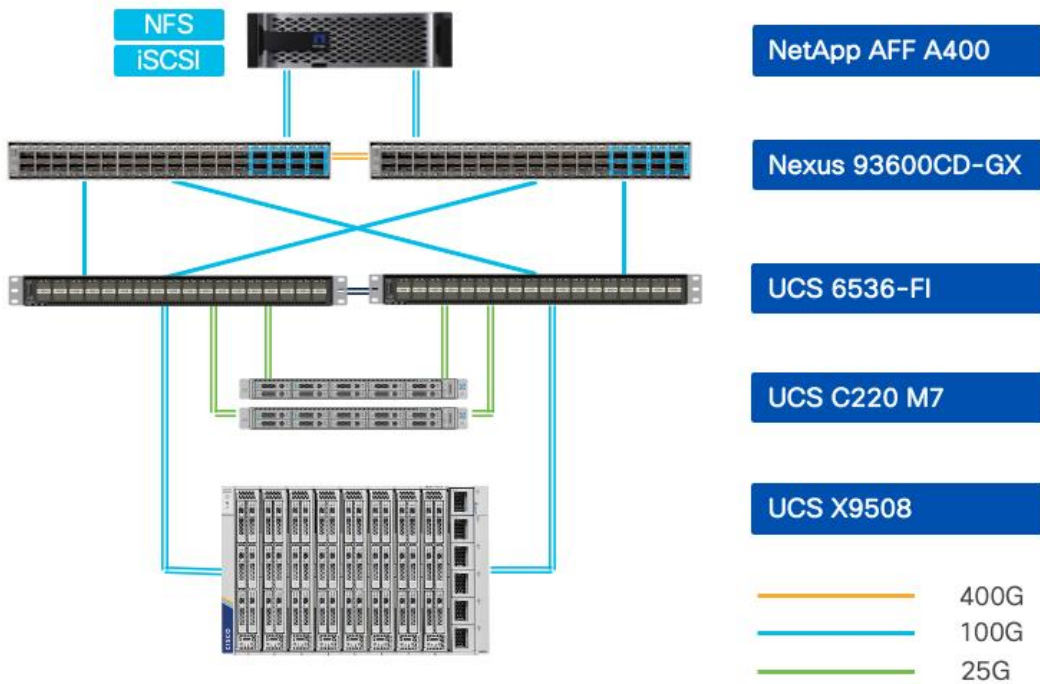 NFS
iSCSI
NetApp AFF A400
Nexus 93600CD-GX
UCS 6536-FI
UCS C220 M7
UCS X9508
CISCO
400G
100G
25G